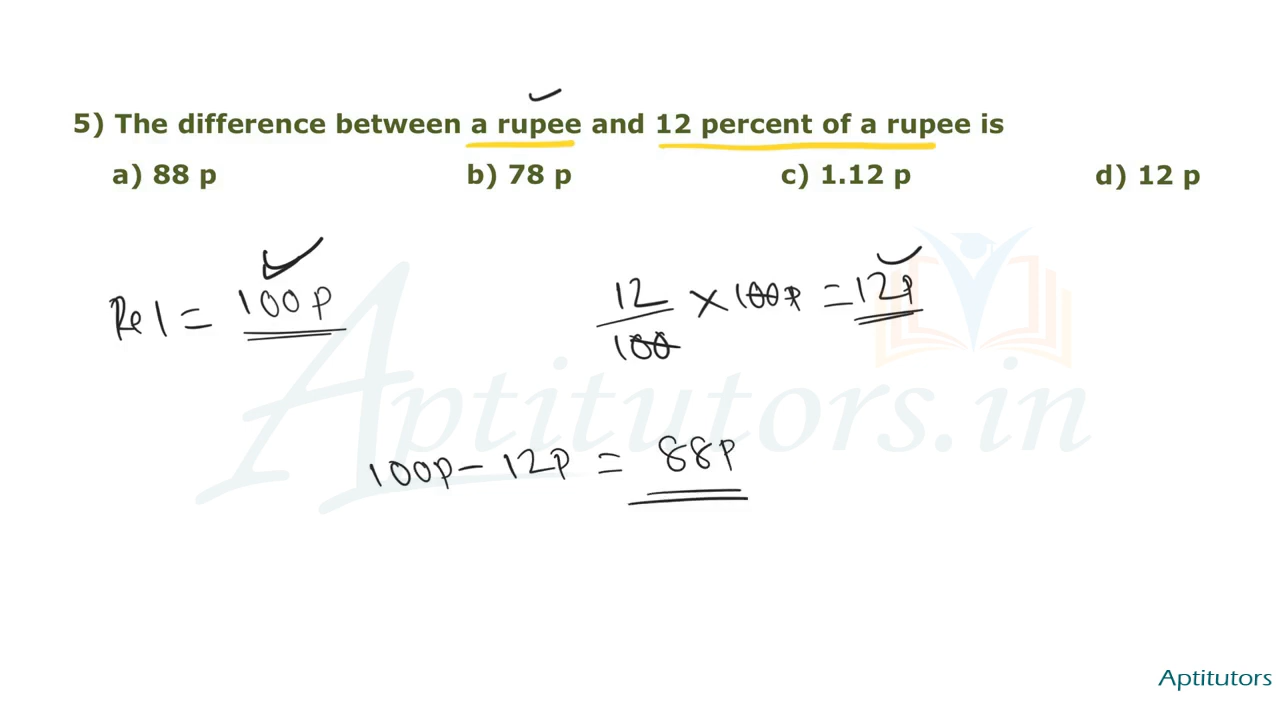 5) The difference between a rupee and 12 percent of a rupee is
a) 88 p b) 78 p c) 1.12 p d) 12 p
Re 1 = 100 p
12/100 × 100 p = 12p
100p - 12p = 88p
Aptitutors.in
Aptitutors